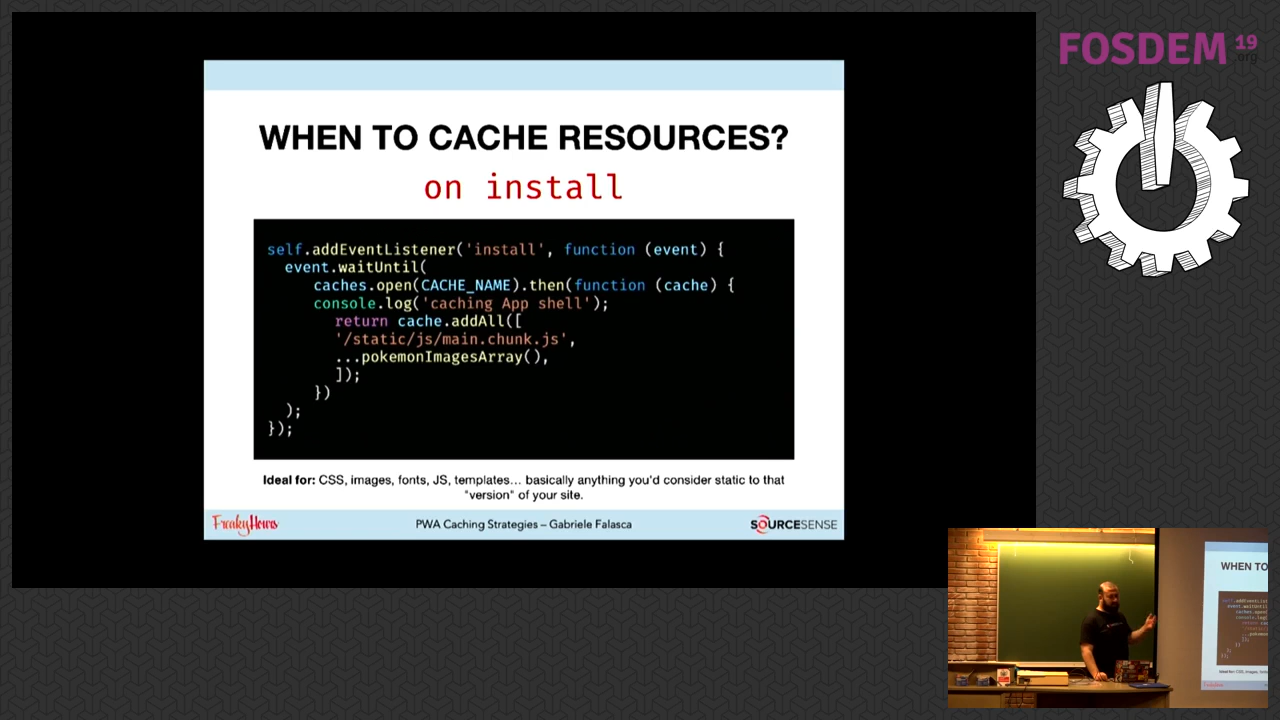 WHEN TO CACHE RESOURCES?
on install
self.addEventListener('install', function (event) {
event.waitUntil(
caches.open(CACHE_NAME).then(function (cache) {
console.log('caching App shell');
return cache.addAll([
'/static/js/main.chunk.js',
...pokemonImagesArray(),
]);
})
);
});
Ideal for: CSS, images, fonts, JS, templates… basically anything you'd consider static to that
"version" of your site.
FreakyHours
PWA Caching Strategies – Gabriele Falasca
SOURCESENSE
FOSDEM 19
.org
WHEN TO